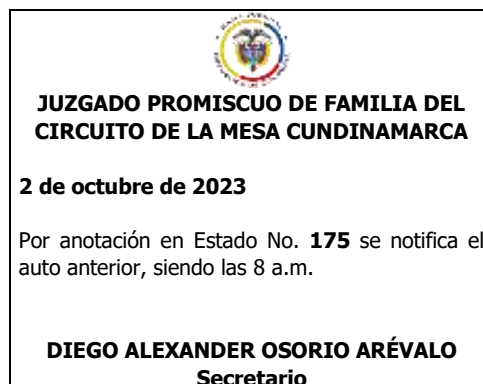 JUZGADO PROMISCUO DE FAMILIA DEL
CIRCUITO DE LA MESA CUNDINAMARCA
2 de octubre de 2023
Por anotación en Estado No. 175 se notifica el
auto anterior, siendo las 8 a.m.
DIEGO ALEXANDER OSORIO ARÉVALO
Secretario